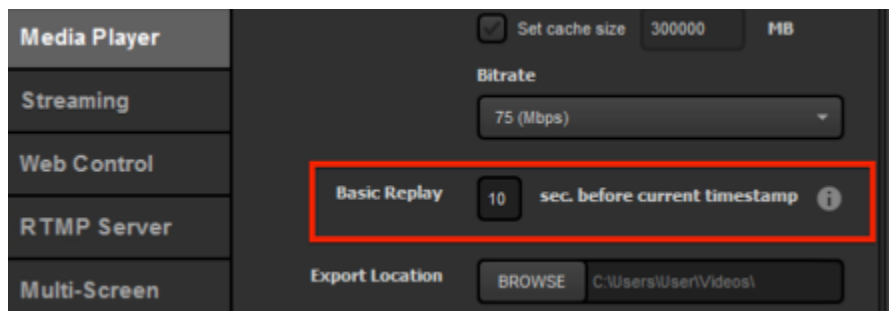 Media Player
Streaming
Web Control
RTMP Server
Multi-Screen
Set cache size 300000 MB
Bitrate
75 (Mbps)
Basic Replay 10 sec. before current timestamp
Export Location BROWSE C:\Users\User\Videos\